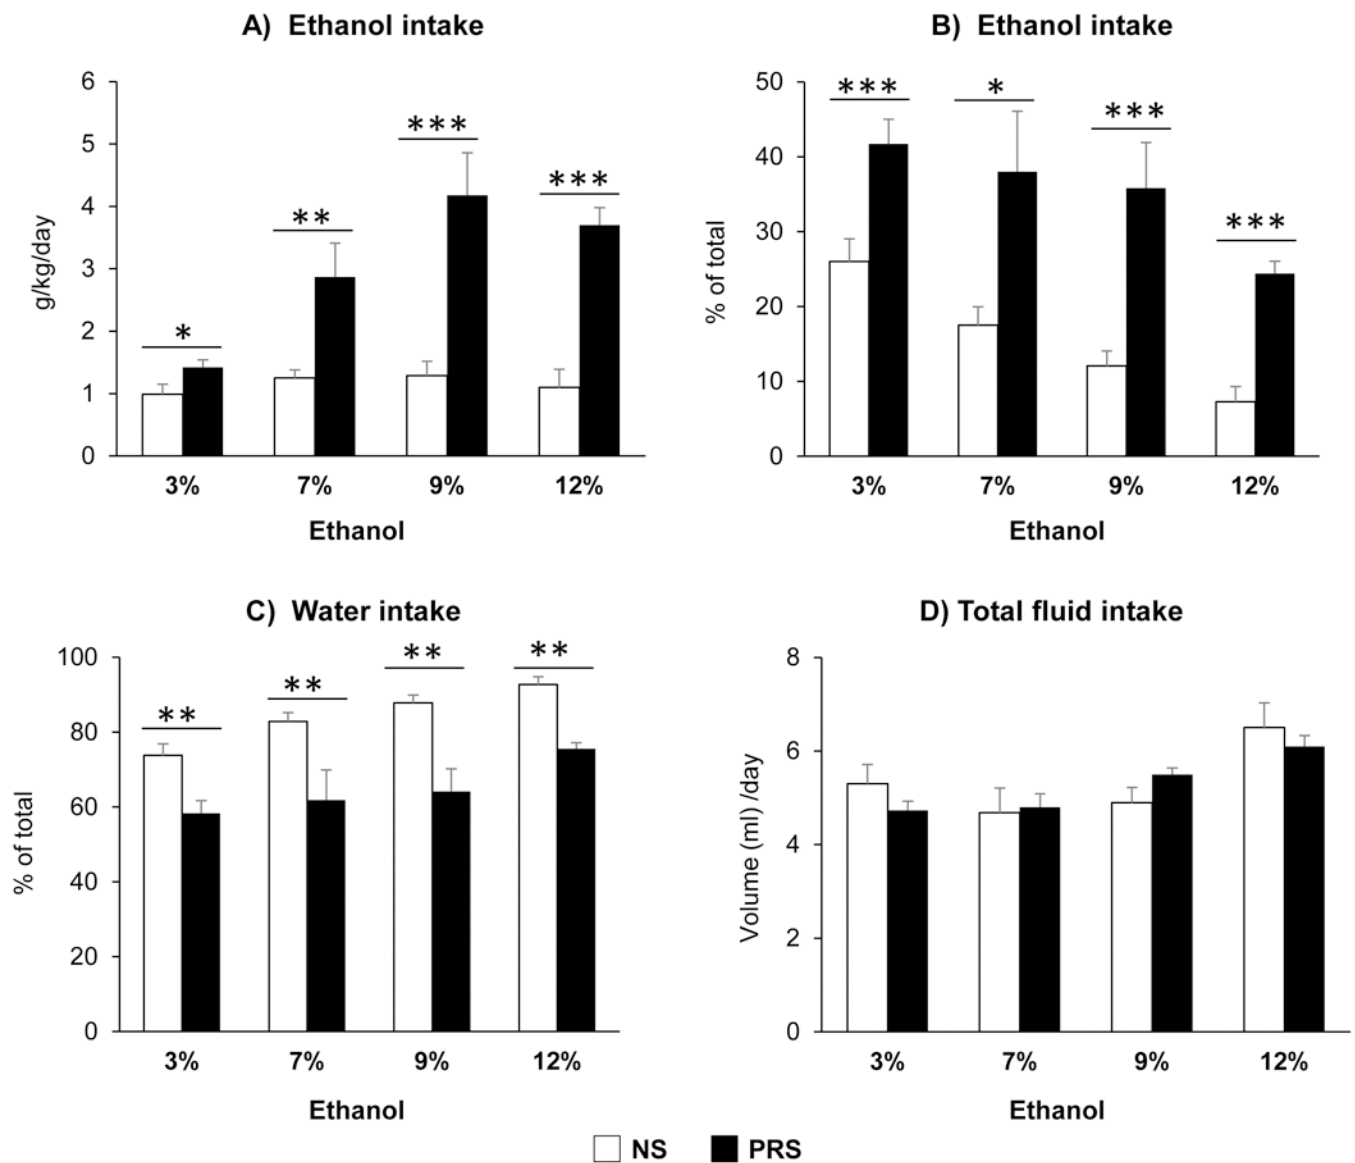 A) Ethanol intake
6
5
4
3
2
1
0
g/kg/day
*
**
***
***
3% 7% 9% 12%
Ethanol
B) Ethanol intake
50
40
30
20
10
0
% of total
***
*
***
***
3% 7% 9% 12%
Ethanol
C) Water intake
100
80
60
40
20
0
% of total
**
**
**
**
3% 7% 9% 12%
Ethanol
D) Total fluid intake
8
6
4
2
0
Volume (ml) /day
3% 7% 9% 12%
Ethanol
NS PRS